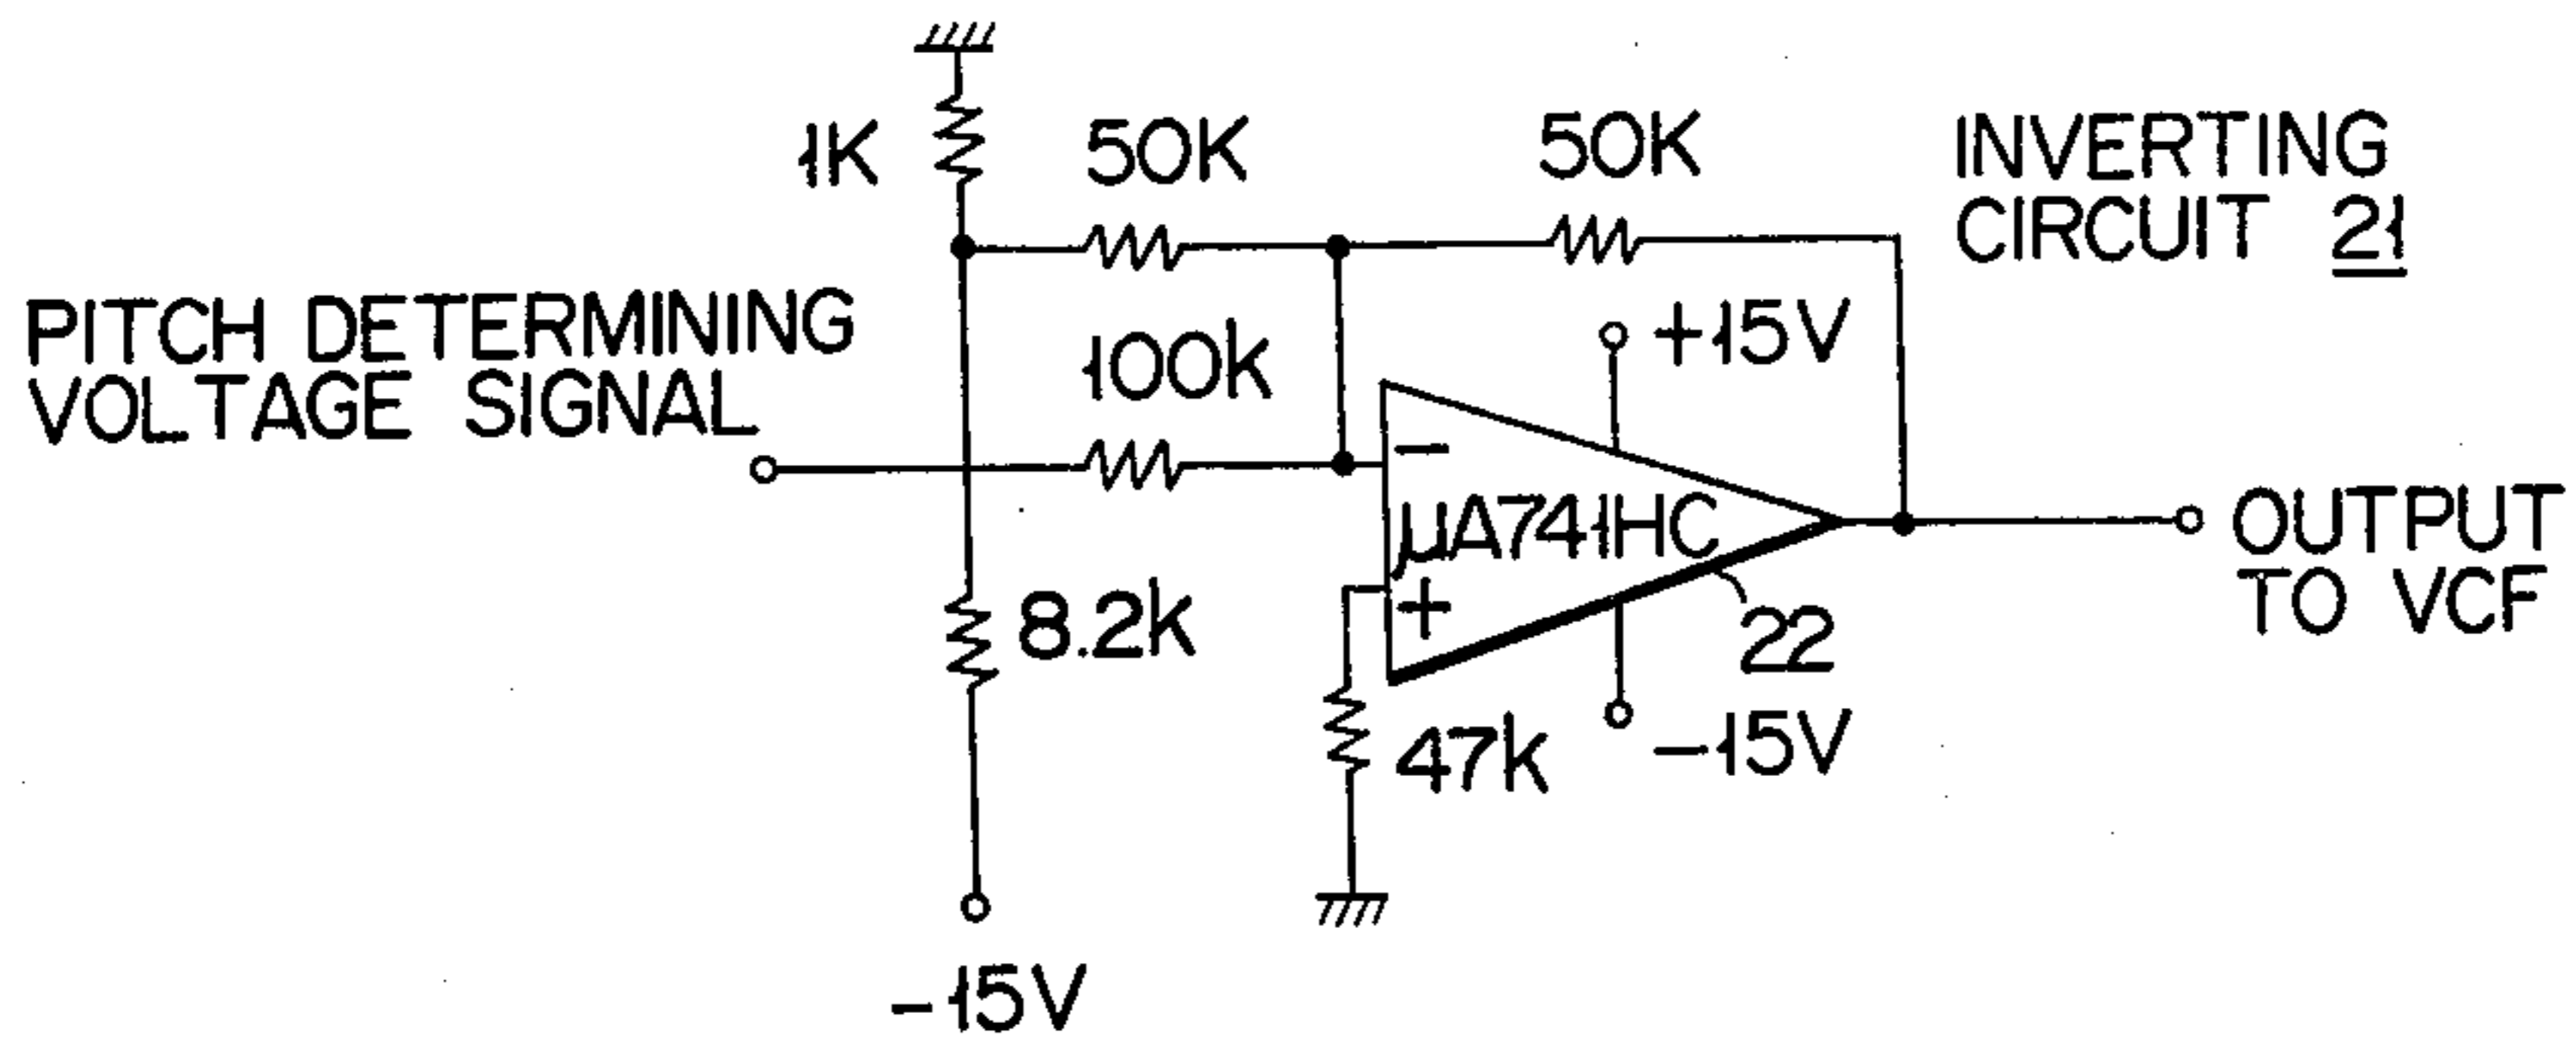 1K
50K
50K
INVERTING
CIRCUIT 21
PITCH DETERMINING
VOLTAGE SIGNAL
100k
+15V
−
μA741HC
+
OUTPUT
TO VCF
8.2k
22
47k
−15V
−15V